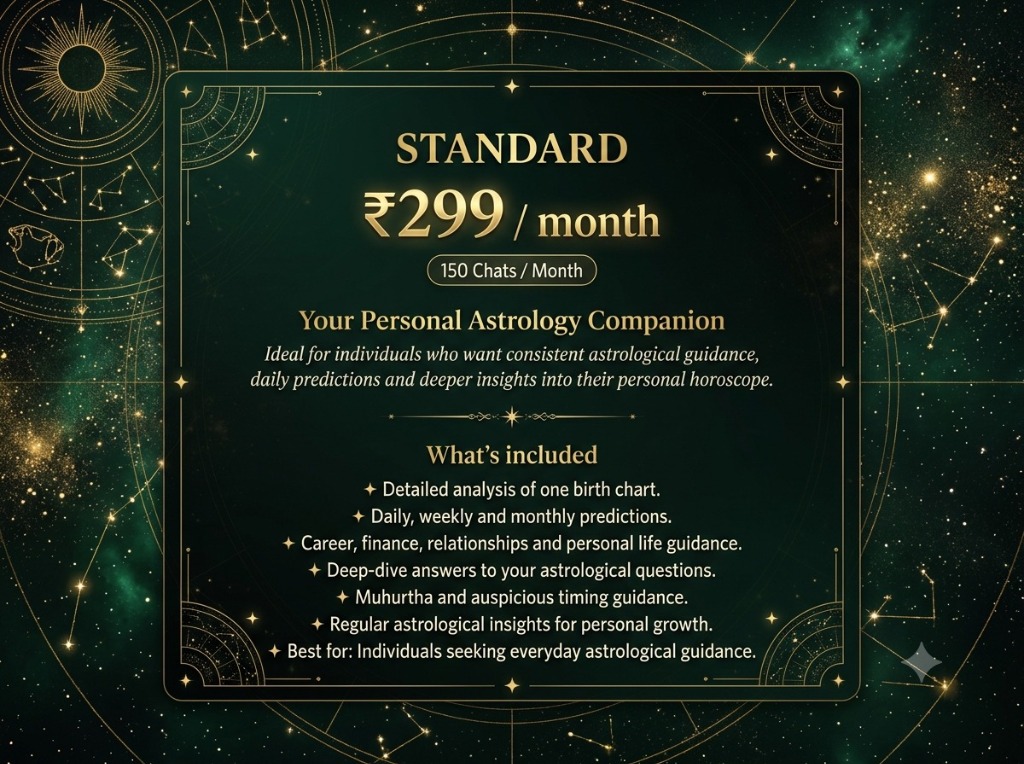 STANDARD
₹299 / month
150 Chats / Month
Your Personal Astrology Companion
Ideal for individuals who want consistent astrological guidance,
daily predictions and deeper insights into their personal horoscope.
What's included
Detailed analysis of one birth chart.
Daily, weekly and monthly predictions.
Career, finance, relationships and personal life guidance.
Deep-dive answers to your astrological questions.
Muhurtha and auspicious timing guidance.
Regular astrological insights for personal growth.
Best for: Individuals seeking everyday astrological guidance.